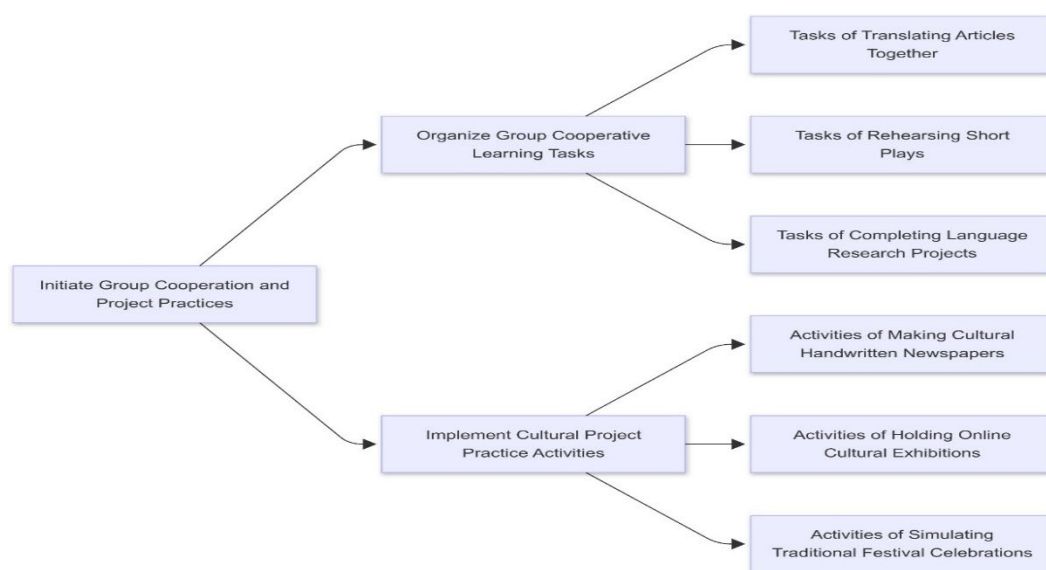 Initiate Group Cooperation and
Project Practices
Organize Group Cooperative
Learning Tasks
Tasks of Translating Articles
Together
Tasks of Rehearsing Short
Plays
Tasks of Completing Language
Research Projects
Implement Cultural Project
Practice Activities
Activities of Making Cultural
Handwritten Newspapers
Activities of Holding Online
Cultural Exhibitions
Activities of Simulating
Traditional Festival Celebrations